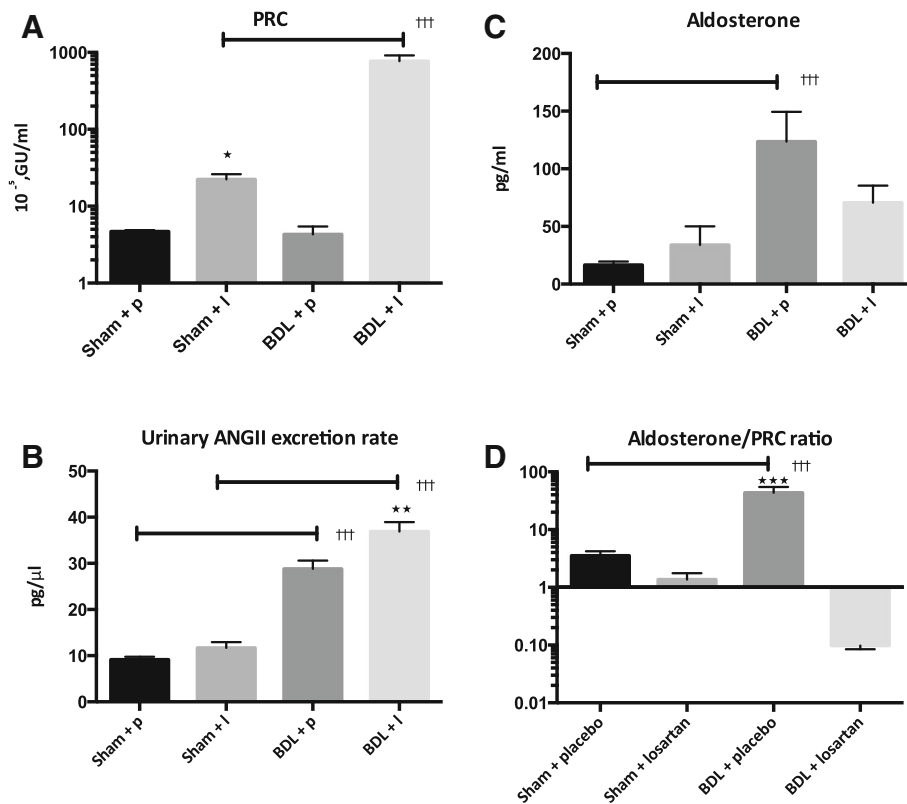 A
PRC
†††
1000
100
10
1
10 -5,GU/ml
★
Sham + p
Sham + l
BDL + p
BDL + l
C
Aldosterone
200
150
100
50
0
pg/ml
†††
Sham + p
Sham + l
BDL + p
BDL + l
B
Urinary ANGII excretion rate
50
40
30
20
10
0
pg/µl
†††
†††
★★
Sham + p
Sham + l
BDL + p
BDL + l
D
Aldosterone/PRC ratio
100
10
1
0.10
0.01
†††
★★★
Sham + placebo
Sham + losartan
BDL + placebo
BDL + losartan